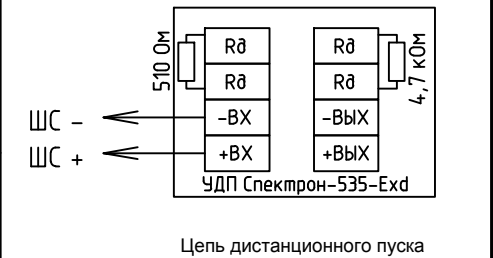 510 Ом
Rд
Rд
-ВХ
+ВХ
Rд
Rд
-ВЫХ
+ВЫХ
4,7 кОм
ШС -
ШС +
УДП Спектрон-535-Exd
Цепь дистанционного пуска